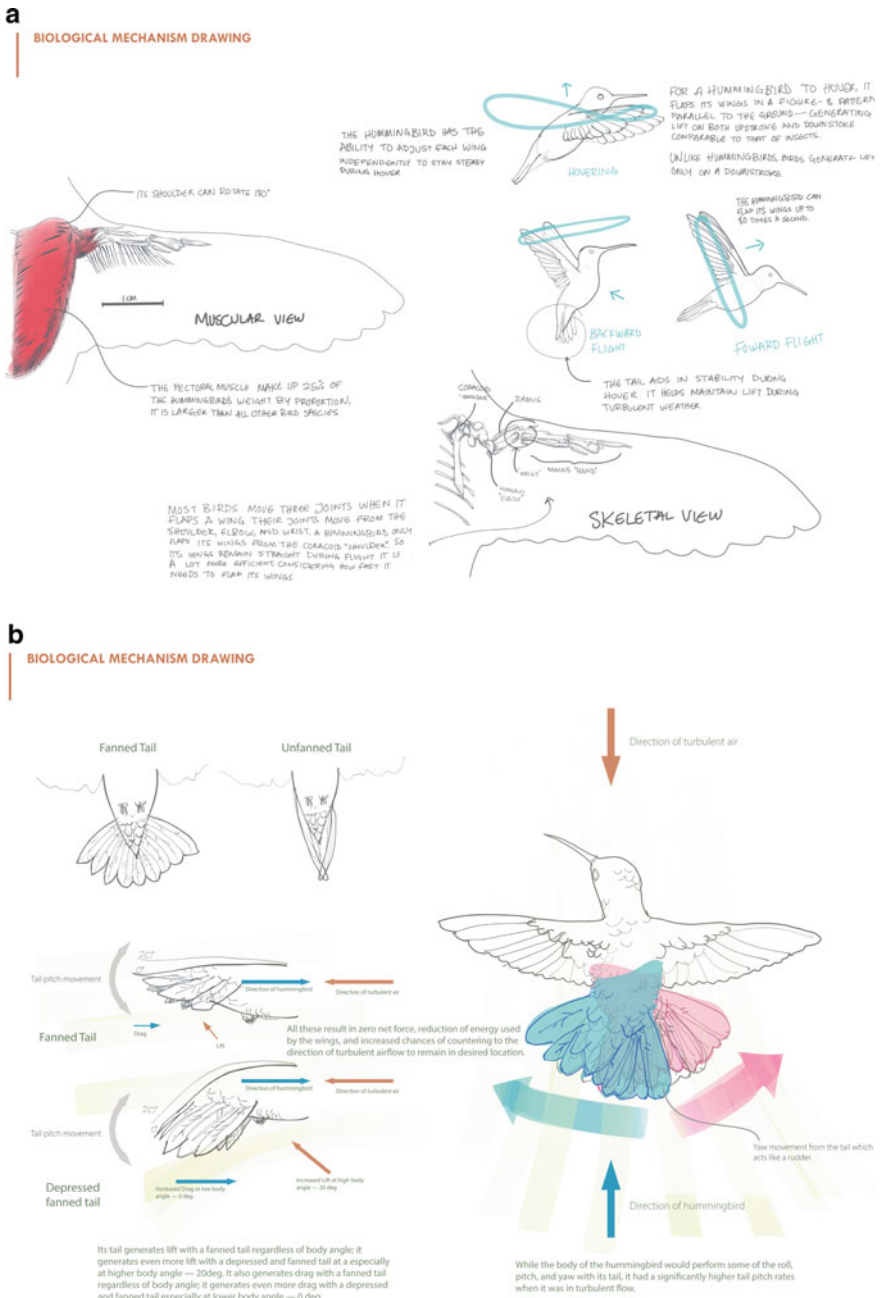 a
BIOLOGICAL MECHANISM DRAWING
THE HUMMINGBIRD HAS THE
ABILITY TO ADJUST EACH WING
INDEPENDENTLY TO STAY STEADY
DURING HOVER
HOVERING
FOR A HUMMINGBIRD TO HOVER, IT
FLAPS ITS WINGS IN A FIGURE-8 PATTERN
PARALLEL TO THE GROUND—GENERATING
LIFT ON BOTH UPSTROKE AND DOWNSTOKE
COMPARABLE TO THAT OF INSECTS.
UNLIKE HUMMINGBIRDS, BIRDS GENERATE LIFT
ONLY ON A DOWNSTROKE.
ITS SHOULDER CAN ROTATE 180°
1CM
MUSCULAR VIEW
THE PECTORAL MUSCLE MAKE UP 25% OF
THE HUMMINGBIRDS WEIGHT. BY PROPORTION,
IT IS LARGER THAN ALL OTHER BIRD SPECIES.
THE HUMMINGBIRD CAN
FLAP ITS WINGS UP TO
80 TIMES A SECOND.
BACKWARD
FLIGHT
FOWARD FLIGHT
THE TAIL AIDS IN STABILITY DURING
HOVER. IT HELPS MAINTAIN LIFT DURING
TURBULENT WEATHER
CORACOID
"SHOULDER"
RADIUS
"WRIST"
MANUS "HAND"
SKELETAL VIEW
MOST BIRDS MOVE THREE JOINTS WHEN IT
FLAPS A WING. THEIR JOINTS MOVE FROM THE
SHOULDER, ELBOW, AND WRIST. A HUMMINGBIRD ONLY
FLAPS ITS WINGS FROM THE CORACOID "SHOULDER". SO
ITS WINGS REMAIN STRAIGHT DURING FLIGHT. IT IS
A LOT MORE EFFICIENT CONSIDERING HOW FAST IT
NEEDS TO FLAP ITS WINGS
b
BIOLOGICAL MECHANISM DRAWING
Fanned Tail
Unfanned Tail
Direction of turbulent air
Tail pitch movement
20°
0°
Direction of hummingbird
Direction of turbulent air
Fanned Tail
Drag
Lift
All these result in zero net force, reduction of energy used
by the wings, and increased chances of countering to the
direction of turbulent airflow to remain in desired location.
Direction of hummingbird
Direction of turbulent air
Tail pitch movement
20°
Depressed
fanned tail
Increased Drag at low body
angle — 0 deg
Increased Lift at high body
angle — 20 deg
Yaw movement from the tail which
acts like a rudder.
Direction of hummingbird
Its tail generates lift with a fanned tail regardless of body angle; it
generates even more lift with a depressed and fanned tail at a especially
at higher body angle — 20deg. It also generates drag with a fanned tail
regardless of body angle; it generates even more drag with a depressed
and fanned tail especially at lower body angle — 0 deg
While the body of the hummingbird would perform some of the roll,
pitch, and yaw with its tail, it had a significantly higher tail pitch rates
when it was in turbulent flow.